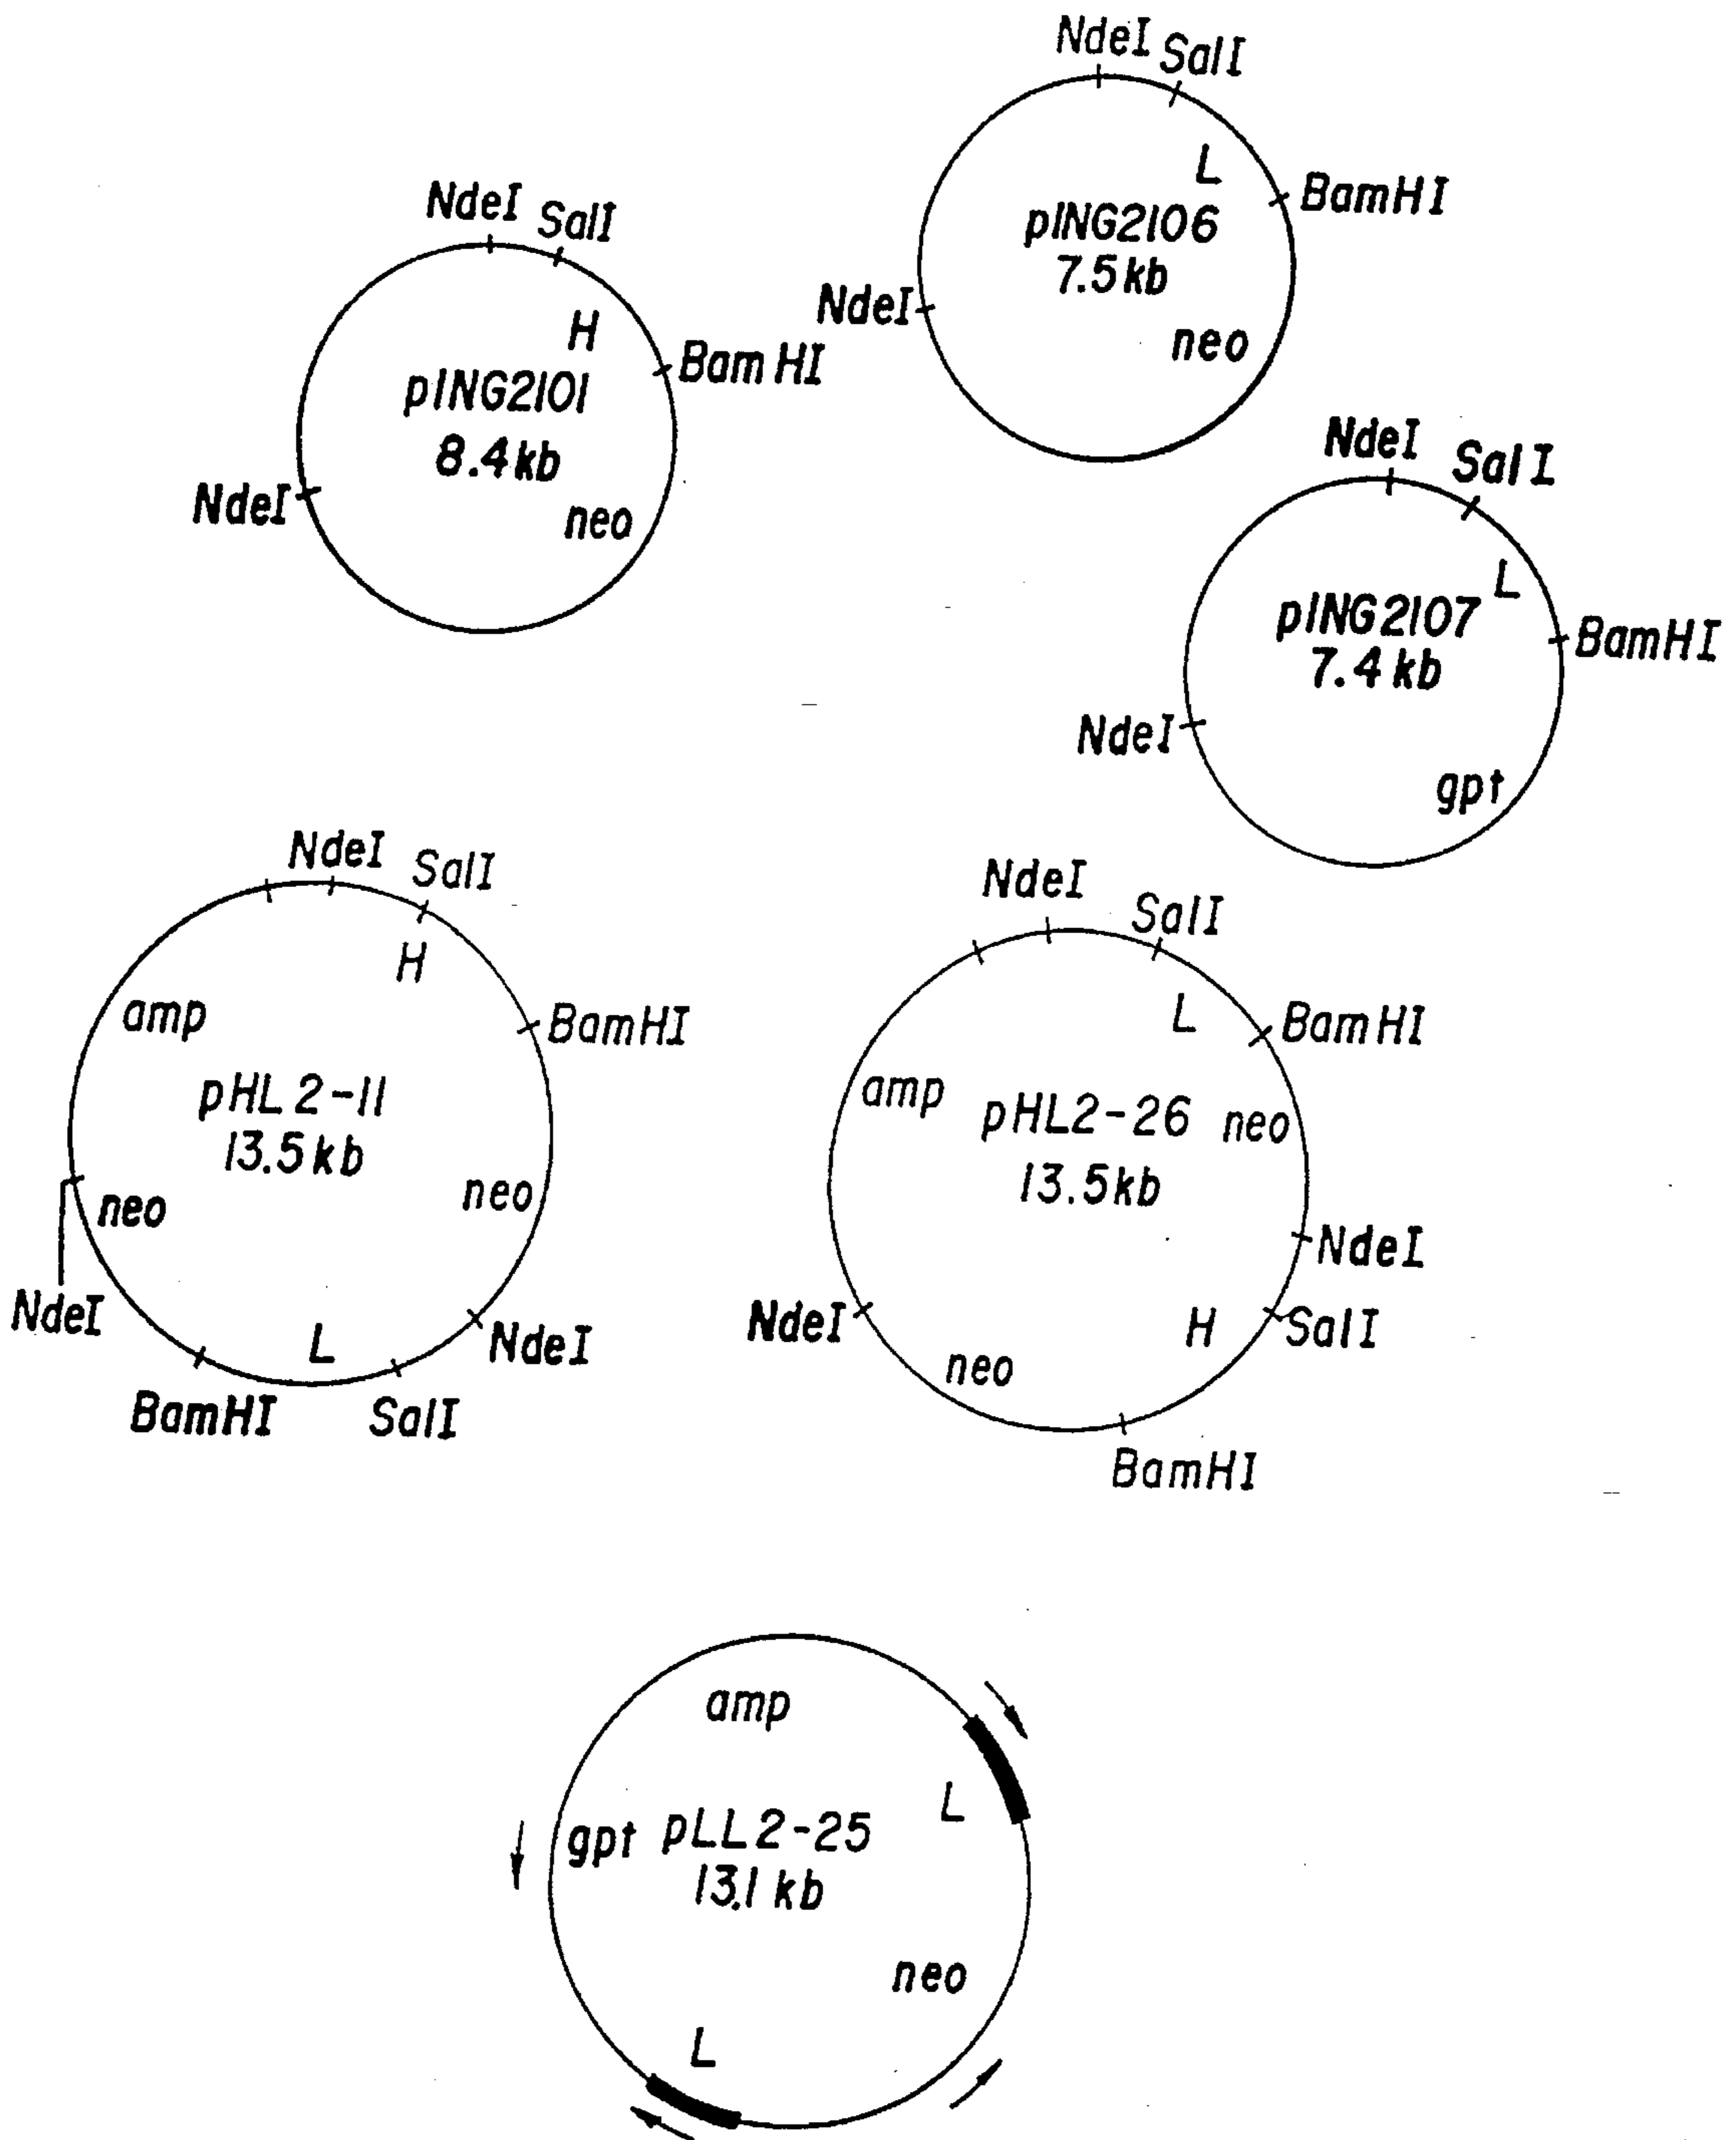 NdeI SalI
L
BamHI
pING2106
7.5kb
NdeI
neo
NdeI SalI
H
BamHI
pING2101
8.4kb
NdeI
neo
NdeI SalI
L
pING2107
7.4kb
BamHI
NdeI
gpt
NdeI SalI
H
amp
BamHI
pHL2-11
13.5kb
neo
neo
NdeI
L
NdeI
BamHI SalI
NdeI
SalI
L
BamHI
amp pHL2-26 neo
13.5kb
NdeI
NdeI
H SalI
neo
BamHI
amp
L
gpt pLL2-25
13.1kb
neo
L